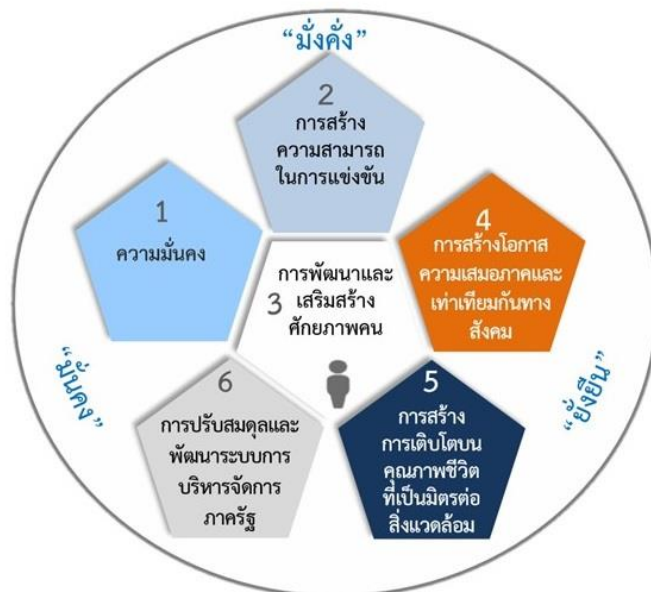 “มั่งคั่ง”
2
การสร้าง
ความสามารถ
ในการแข่งขัน
1
ความมั่นคง
4
การสร้างโอกาส
ความเสมอภาคและ
เท่าเทียมกันทาง
สังคม
3
การพัฒนาและ
เสริมสร้าง
ศักยภาพคน
“มั่นคง”
“ยั่งยืน”
6
การปรับสมดุลและ
พัฒนาระบบการ
บริหารจัดการ
ภาครัฐ
5
การสร้าง
การเติบโตบน
คุณภาพชีวิต
ที่เป็นมิตรต่อ
สิ่งแวดล้อม